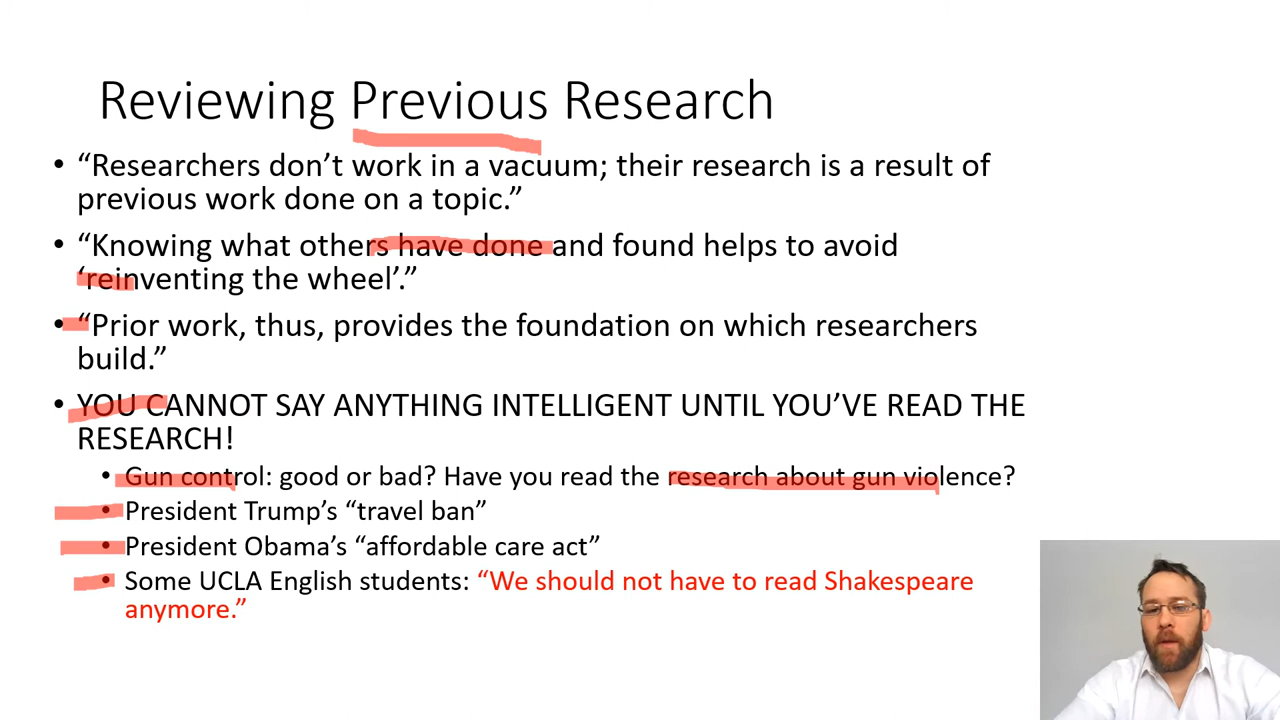 Reviewing Previous Research
• “Researchers don’t work in a vacuum; their research is a result of
previous work done on a topic.”
• “Knowing what others have done and found helps to avoid
‘reinventing the wheel’.”
• “Prior work, thus, provides the foundation on which researchers
build.”
• YOU CANNOT SAY ANYTHING INTELLIGENT UNTIL YOU’VE READ THE
RESEARCH!
• Gun control: good or bad? Have you read the research about gun violence?
• President Trump’s “travel ban”
• President Obama’s “affordable care act”
• Some UCLA English students: “We should not have to read Shakespeare
anymore.”